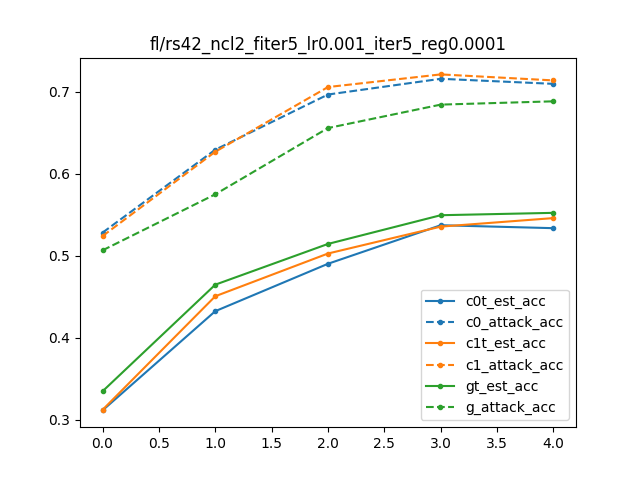 fl/rs42_ncl2_fiter5_lr0.001_iter5_reg0.0001
0.7
0.6
0.5
0.4
0.3
c0t_est_acc
c0_attack_acc
c1t_est_acc
c1_attack_acc
gt_est_acc
g_attack_acc
0.0 0.5 1.0 1.5 2.0 2.5 3.0 3.5 4.0